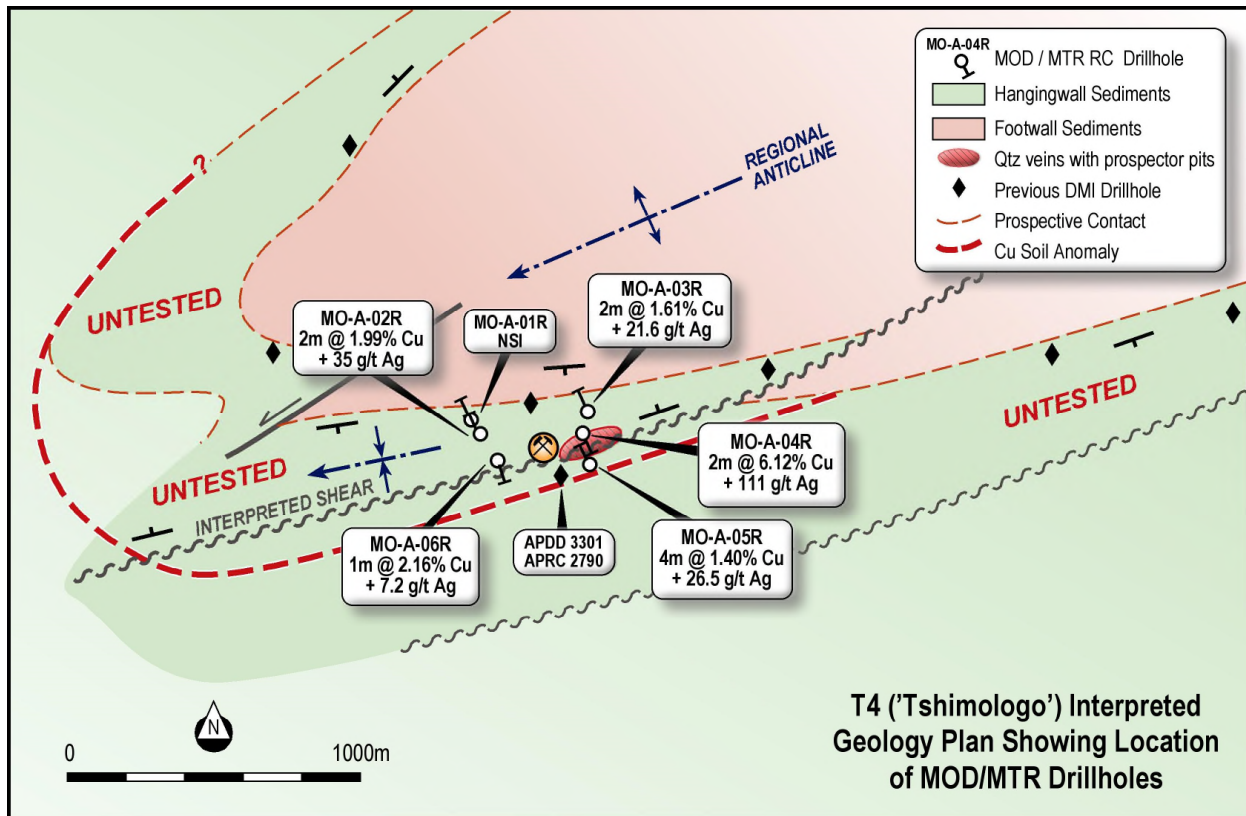 MO-A-04R
MOD / MTR RC Drillhole
Hangingwall Sediments
Footwall Sediments
Qtz veins with prospector pits
Previous DMI Drillhole
Prospective Contact
Cu Soil Anomaly
?
REGIONAL
ANTICLINE
UNTESTED
MO-A-02R
2m @ 1.99% Cu
+ 35 g/t Ag
MO-A-01R
NSI
MO-A-03R
2m @ 1.61% Cu
+ 21.6 g/t Ag
UNTESTED
MO-A-04R
2m @ 6.12% Cu
+ 111 g/t Ag
UNTESTED
INTERPRETED SHEAR
MO-A-06R
1m @ 2.16% Cu
+ 7.2 g/t Ag
APDD 3301
APRC 2790
MO-A-05R
4m @ 1.40% Cu
+ 26.5 g/t Ag
N
0 1000m
T4 ('Tshimologo') Interpreted
Geology Plan Showing Location
of MOD/MTR Drillholes